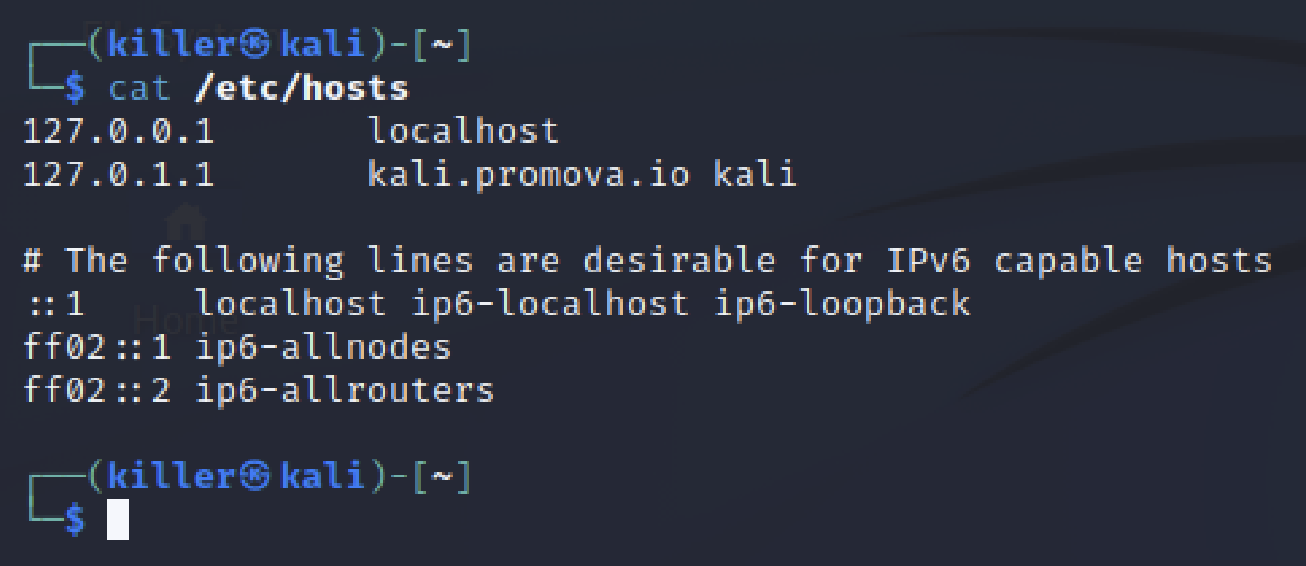 ┌──(killer㉿kali)-[~]
└─$ cat /etc/hosts
127.0.0.1       localhost
127.0.1.1       kali.promova.io kali

# The following lines are desirable for IPv6 capable hosts
::1     localhost ip6-localhost ip6-loopback
Home
ff02::1 ip6-allnodes
ff02::2 ip6-allrouters

┌──(killer㉿kali)-[~]
└─$